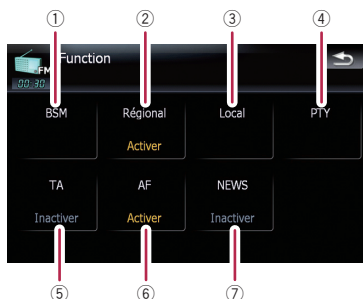 ① ② ③ ④
Function
FM
00:30
BSM Régional Local PTY
Activer
TA AF NEWS
Inactiver Activer Inactiver
⑤ ⑥ ⑦